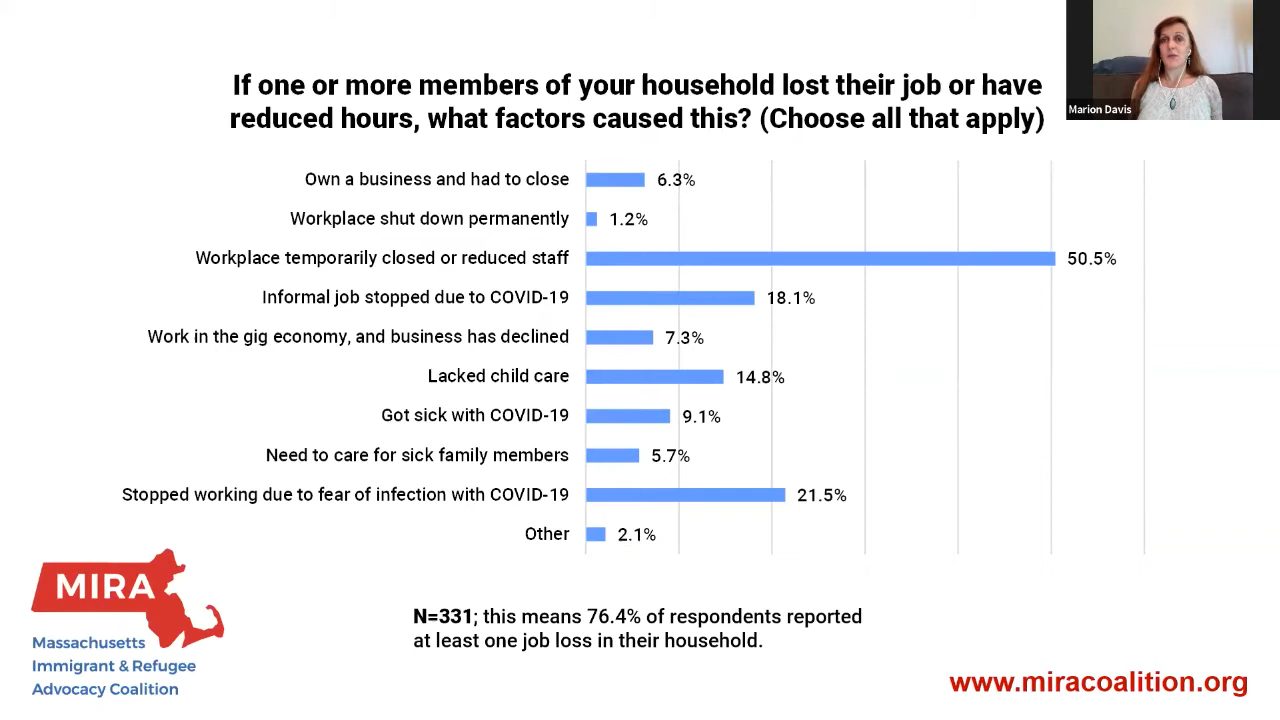 If one or more members of your household lost their job or have
reduced hours, what factors caused this? (Choose all that apply)
Marion Davis
Own a business and had to close 6.3%
Workplace shut down permanently 1.2%
Workplace temporarily closed or reduced staff 50.5%
Informal job stopped due to COVID-19 18.1%
Work in the gig economy, and business has declined 7.3%
Lacked child care 14.8%
Got sick with COVID-19 9.1%
Need to care for sick family members 5.7%
Stopped working due to fear of infection with COVID-19 21.5%
Other 2.1%
MIRA
Massachusetts
Immigrant & Refugee
Advocacy Coalition
N=331; this means 76.4% of respondents reported
at least one job loss in their household.
www.miracoalition.org